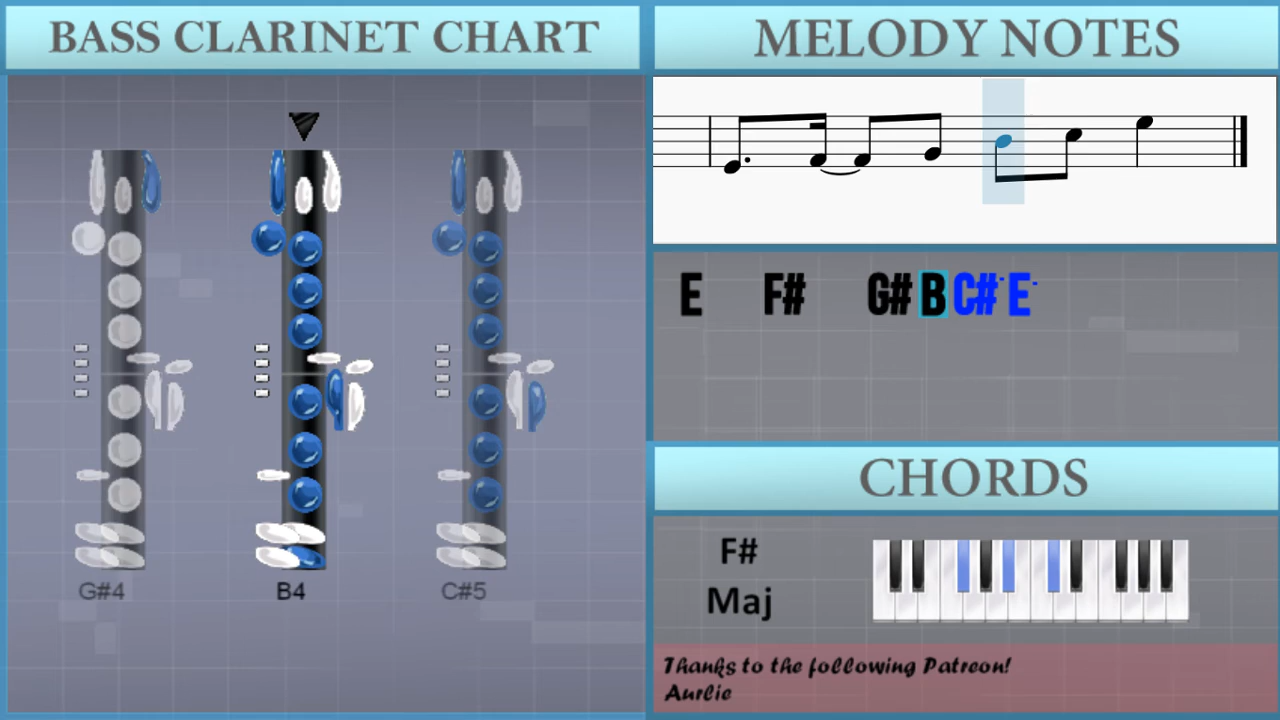 BASS CLARINET CHART
G#4 B4 C#5
MELODY NOTES
E F# G# B C#˙ E˙
CHORDS
F#
Maj
Thanks to the following Patreon!
Aurlie